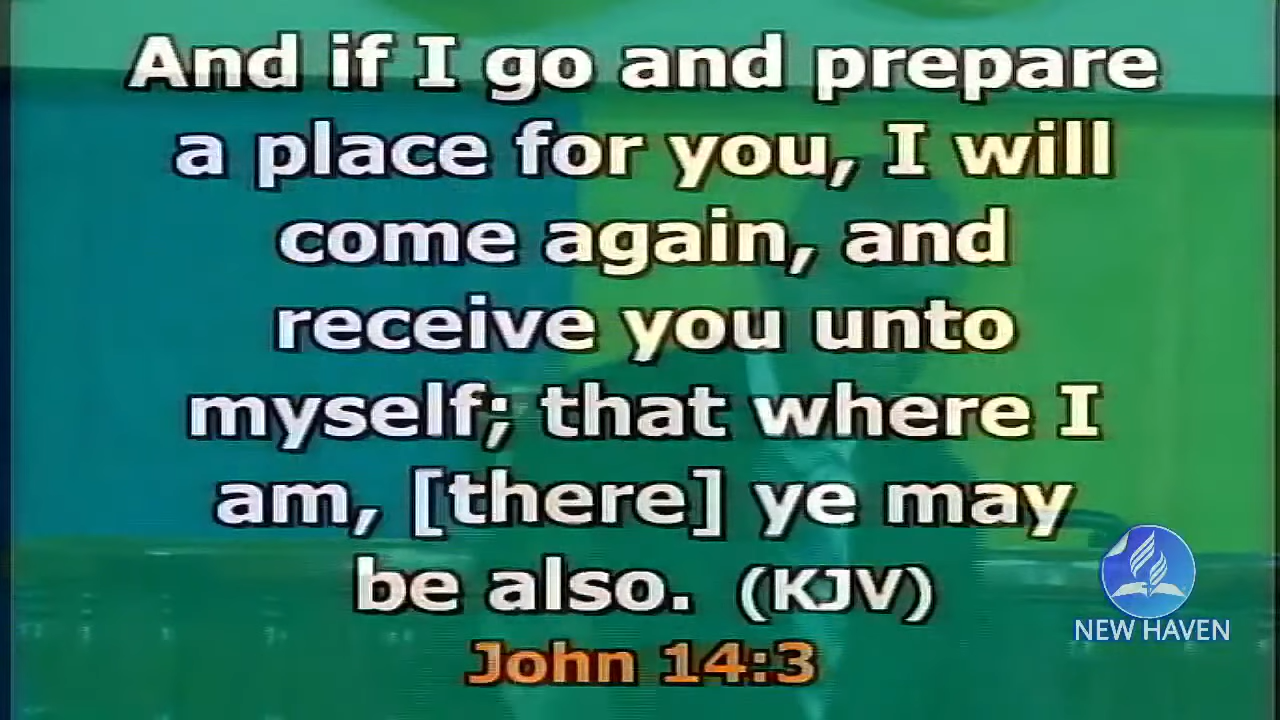 And if I go and prepare
a place for you, I will
come again, and
receive you unto
myself; that where I
am, [there] ye may
be also. (KJV)
John 14:3
NEW HAVEN